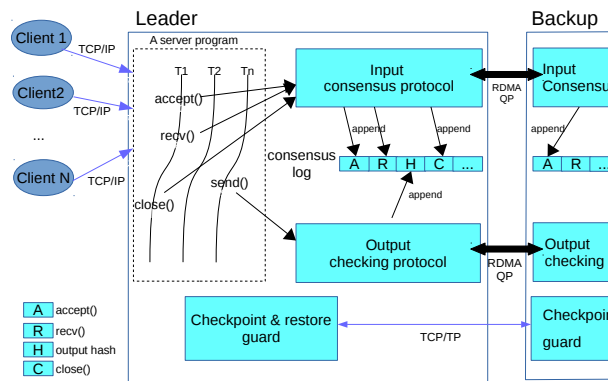 Leader
Backup
Client 1
TCP/IP
A server program
T1 T2 Tn
Input
consensus protocol
Input
Consensu
RDMA
QP
Client2
TCP/IP
accept()
recv()
append
append
append
...
consensus
log
A R H C ...
A R ...
Client N
TCP/IP
send()
close()
append
Output
checking protocol
Output
checking
RDMA
QP
A accept()
R recv()
H output hash
C close()
Checkpoint & restore
guard
TCP/TP
Checkpoin
guard